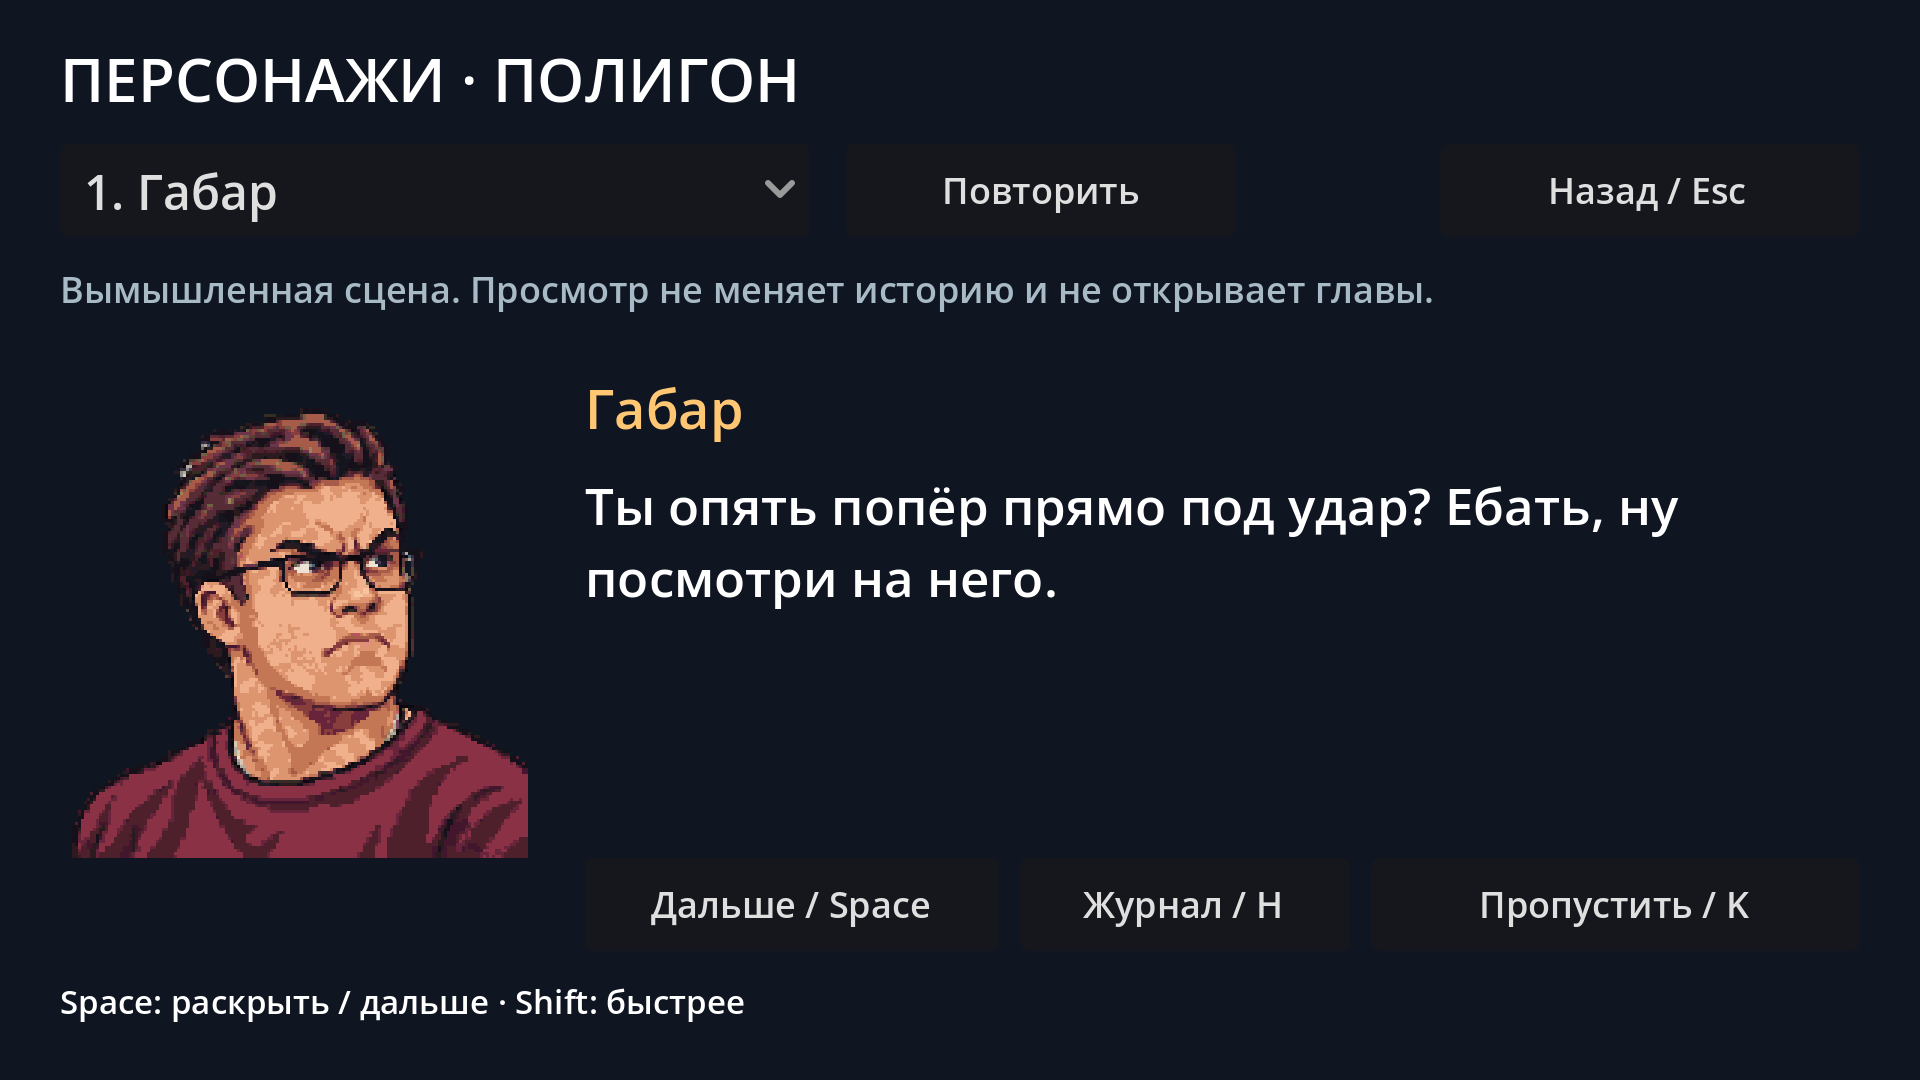 ПЕРСОНАЖИ · ПОЛИГОН
1. Габар
Повторить
Назад / Esc
Вымышленная сцена. Просмотр не меняет историю и не открывает главы.
Габар
Ты опять попёр прямо под удар? Ебать, ну
посмотри на него.
Дальше / Space
Журнал / H
Пропустить / K
Space: раскрыть / дальше · Shift: быстрее